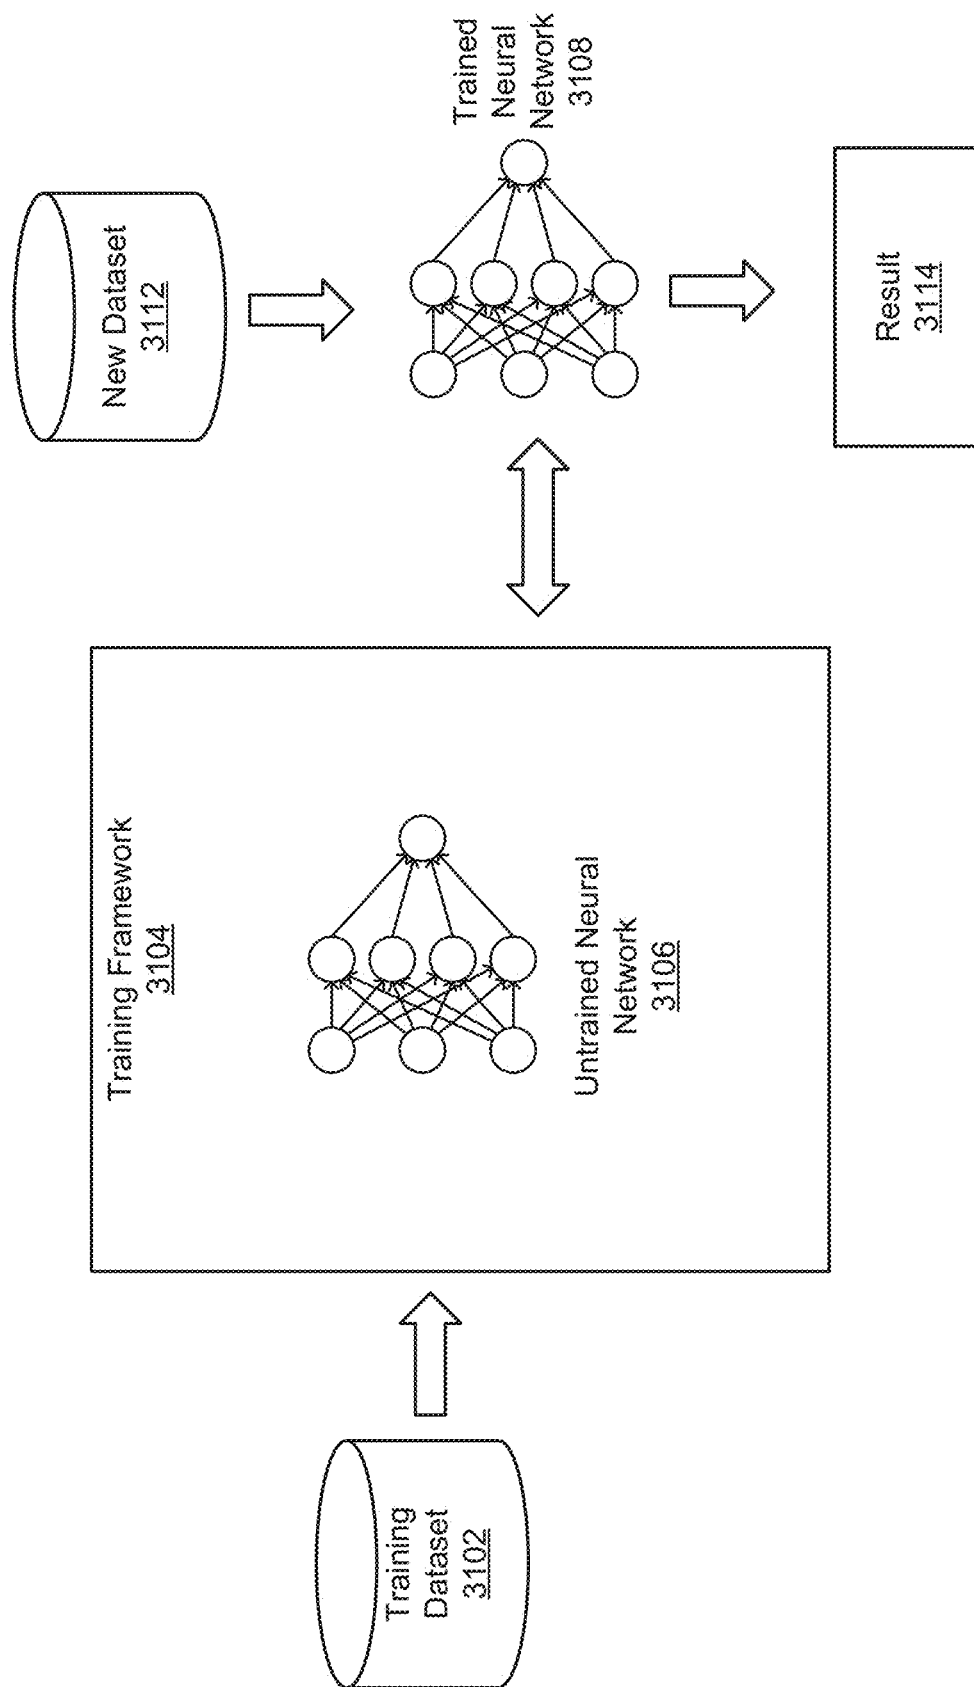 Training
Dataset
3102
Training Framework
3104
Untrained Neural
Network
3106
New Dataset
3112
Trained
Neural
Network
3108
Result
3114